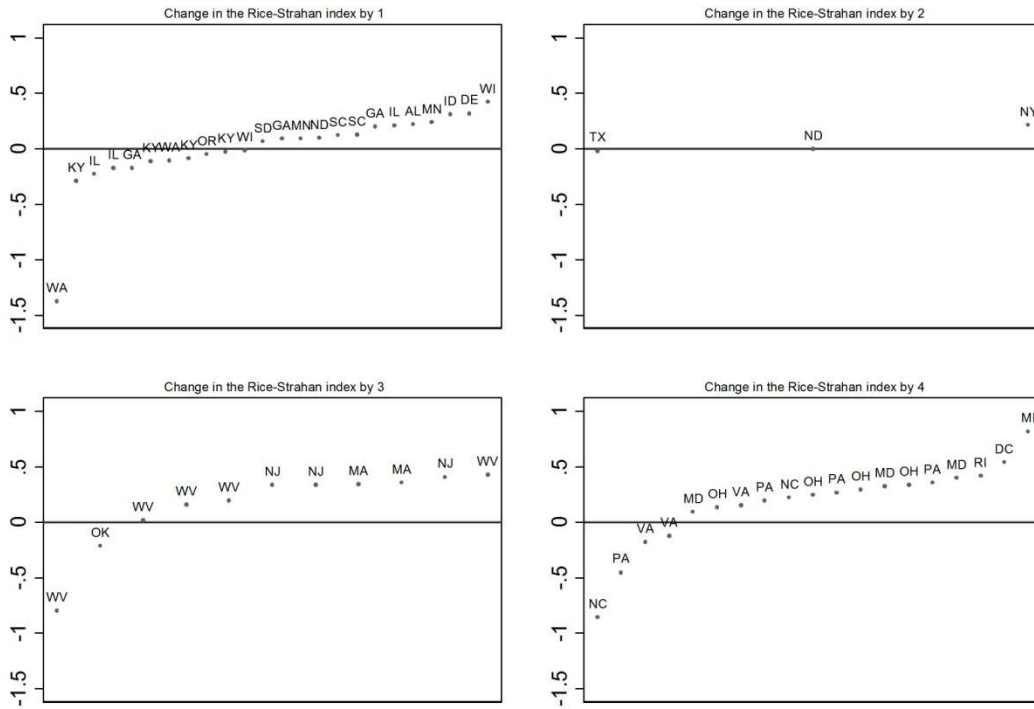 Change in the Rice-Strahan index by 1
1
.5
0
-.5
-1
-1.5
WA
KY
IL
IL
GA
KY
WA
KY
OR
KY
WI
SD
GA
MN
ND
SC
SC
GA
IL
AL
MN
ID
DE
WI
Change in the Rice-Strahan index by 2
1
.5
0
-.5
-1
-1.5
TX
ND
NY
Change in the Rice-Strahan index by 3
1
.5
0
-.5
-1
-1.5
WV
OK
WV
WV
WV
NJ
NJ
MA
MA
NJ
WV
Change in the Rice-Strahan index by 4
1
.5
0
-.5
-1
-1.5
NC
PA
VA
VA
MD
OH
VA
PA
NC
OH
PA
OH
MD
OH
PA
MD
RI
DC